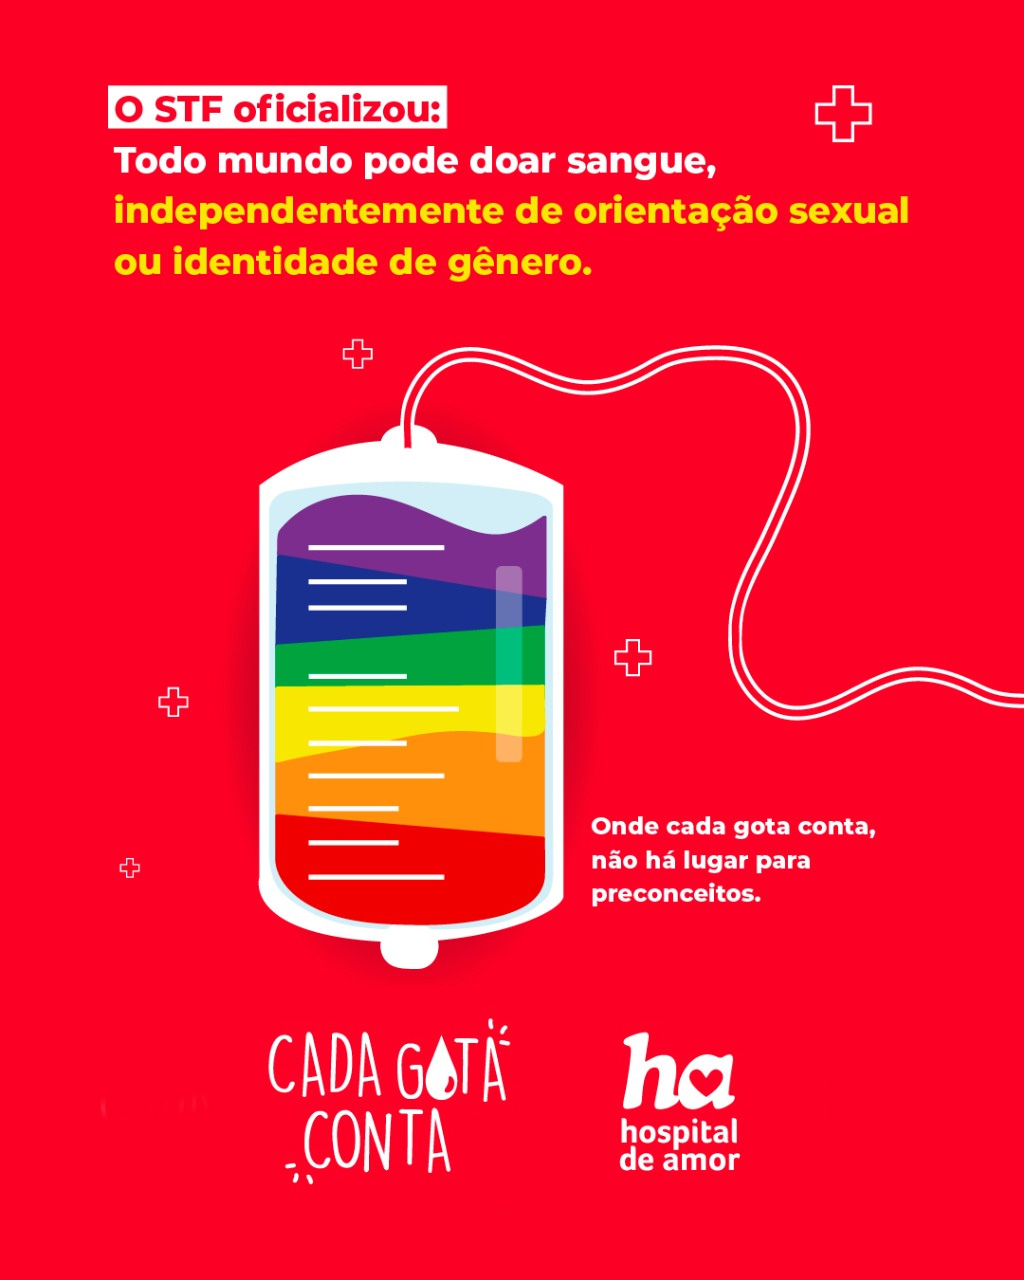 O STF oficializou:
Todo mundo pode doar sangue,
independentemente de orientação sexual
ou identidade de gênero.
Onde cada gota conta,
não há lugar para
preconceitos.
CADA GOTA
CONTA
ha
hospital
de amor